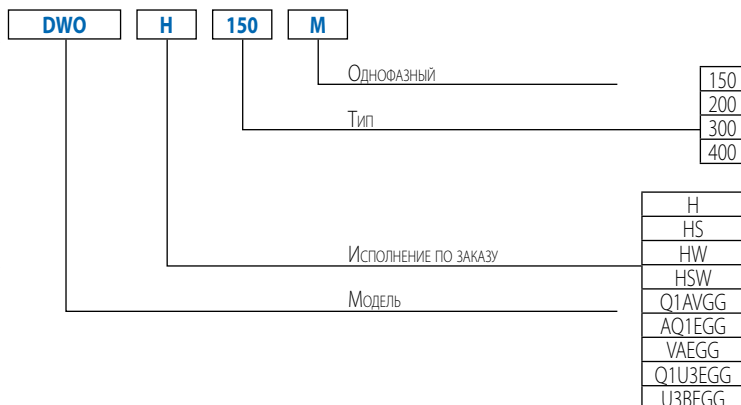 DWO H 150 M
Однофазный
150
200
Тип
300
400
H
HS
Исполнение по заказу
HW
HSW
Модель
Q1AVGG
AQ1EGG
VAEGG
Q1U3EGG
U3BEGG